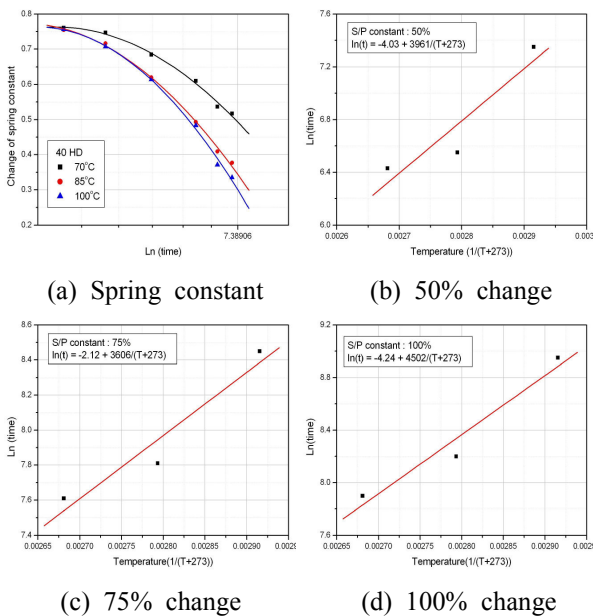 0.8
0.7
0.6
0.5
0.4
0.3
0.2
Change of spring constant
40 HD
70°C
85°C
100°C
7.38906
Ln (time)
(a) Spring constant
7.6
7.2
6.8
6.4
6.0
Ln(time)
S/P constant : 50%
ln(t) = -4.03 + 3961/(T+273)
0.0026
0.0027
0.0028
0.0029
0.003
Temperature (1/(T+273))
(b) 50% change
8.6
8.4
8.2
8.0
7.8
7.6
7.4
Ln (time)
S/P constant : 75%
ln(t) = -2.12 + 3606/(T+273)
0.00265
0.00270
0.00275
0.00280
0.00285
0.00290
0.0029
Temperature(1/(T+273))
(c) 75% change
9.2
8.8
8.4
8.0
7.6
Ln(time)
S/P constant : 100%
ln(t) = -4.24 + 4502/(T+273)
0.00265
0.00270
0.00275
0.00280
0.00285
0.00290
0.0029
Temperature(1/(T+273))
(d) 100% change